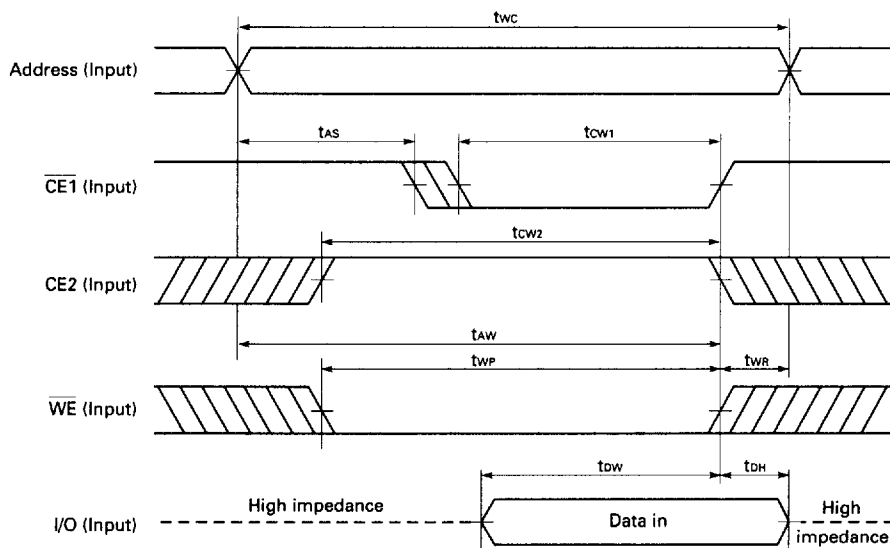 tWC
Address (Input)
tAS
tCW1
CE1 (Input)
tCW2
CE2 (Input)
tAW
tWP
tWR
WE (Input)
tDW
tDH
I/O (Input)
High impedance
Data in
High
impedance